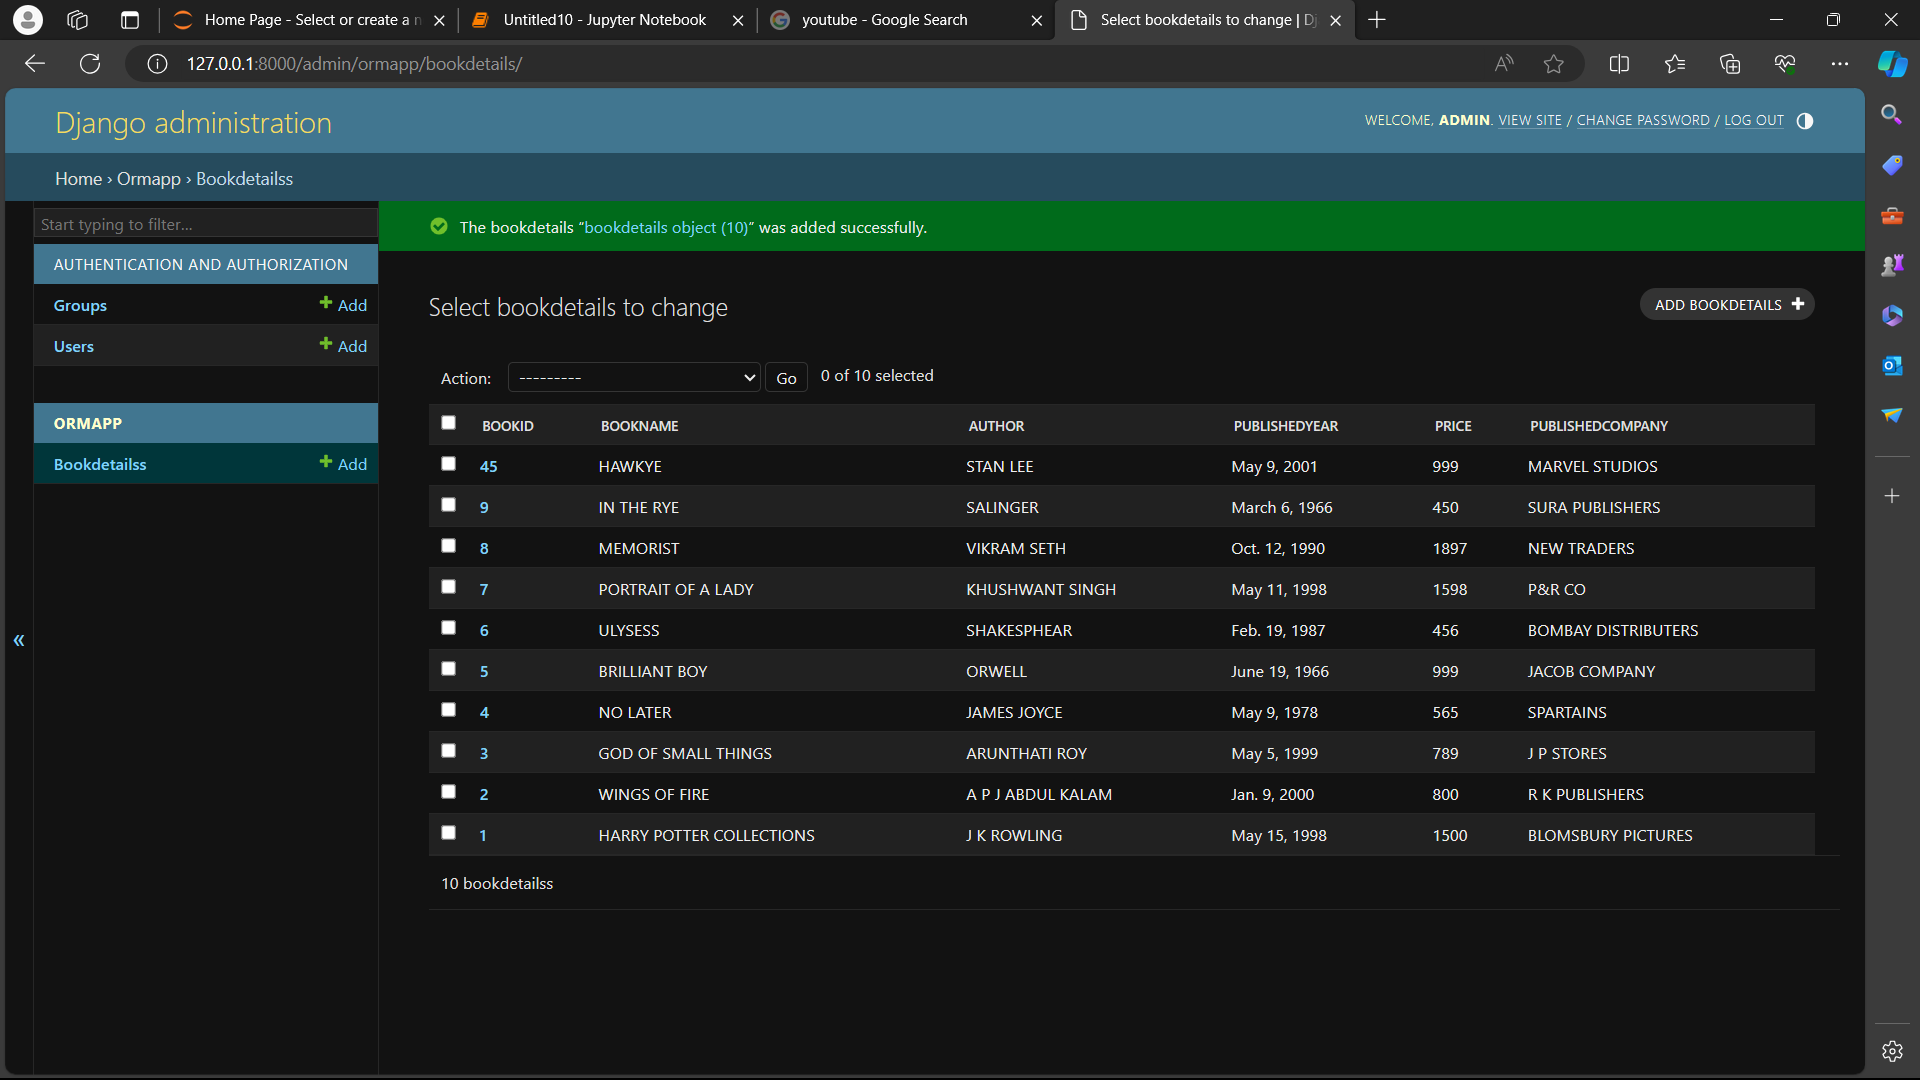 Home Page - Select or create a n
Untitled10 - Jupyter Notebook
youtube - Google Search
Select bookdetails to change | Dj
127.0.0.1:8000/admin/ormapp/bookdetails/
Django administration
WELCOME, ADMIN. VIEW SITE / CHANGE PASSWORD / LOG OUT
Home › Ormapp › Bookdetailss
Start typing to filter...
AUTHENTICATION AND AUTHORIZATION
Groups + Add
Users + Add
ORMAPP
Bookdetailss + Add
«
The bookdetails “bookdetails object (10)” was added successfully.
Select bookdetails to change
ADD BOOKDETAILS +
Action: --------- Go 0 of 10 selected
BOOKID BOOKNAME AUTHOR PUBLISHEDYEAR PRICE PUBLISHEDCOMPANY
45 HAWKYE STAN LEE May 9, 2001 999 MARVEL STUDIOS
9 IN THE RYE SALINGER March 6, 1966 450 SURA PUBLISHERS
8 MEMORIST VIKRAM SETH Oct. 12, 1990 1897 NEW TRADERS
7 PORTRAIT OF A LADY KHUSHWANT SINGH May 11, 1998 1598 P&R CO
6 ULYSESS SHAKESPHEAR Feb. 19, 1987 456 BOMBAY DISTRIBUTERS
5 BRILLIANT BOY ORWELL June 19, 1966 999 JACOB COMPANY
4 NO LATER JAMES JOYCE May 9, 1978 565 SPARTAINS
3 GOD OF SMALL THINGS ARUNTHATI ROY May 5, 1999 789 J P STORES
2 WINGS OF FIRE A P J ABDUL KALAM Jan. 9, 2000 800 R K PUBLISHERS
1 HARRY POTTER COLLECTIONS J K ROWLING May 15, 1998 1500 BLOMSBURY PICTURES
10 bookdetailss